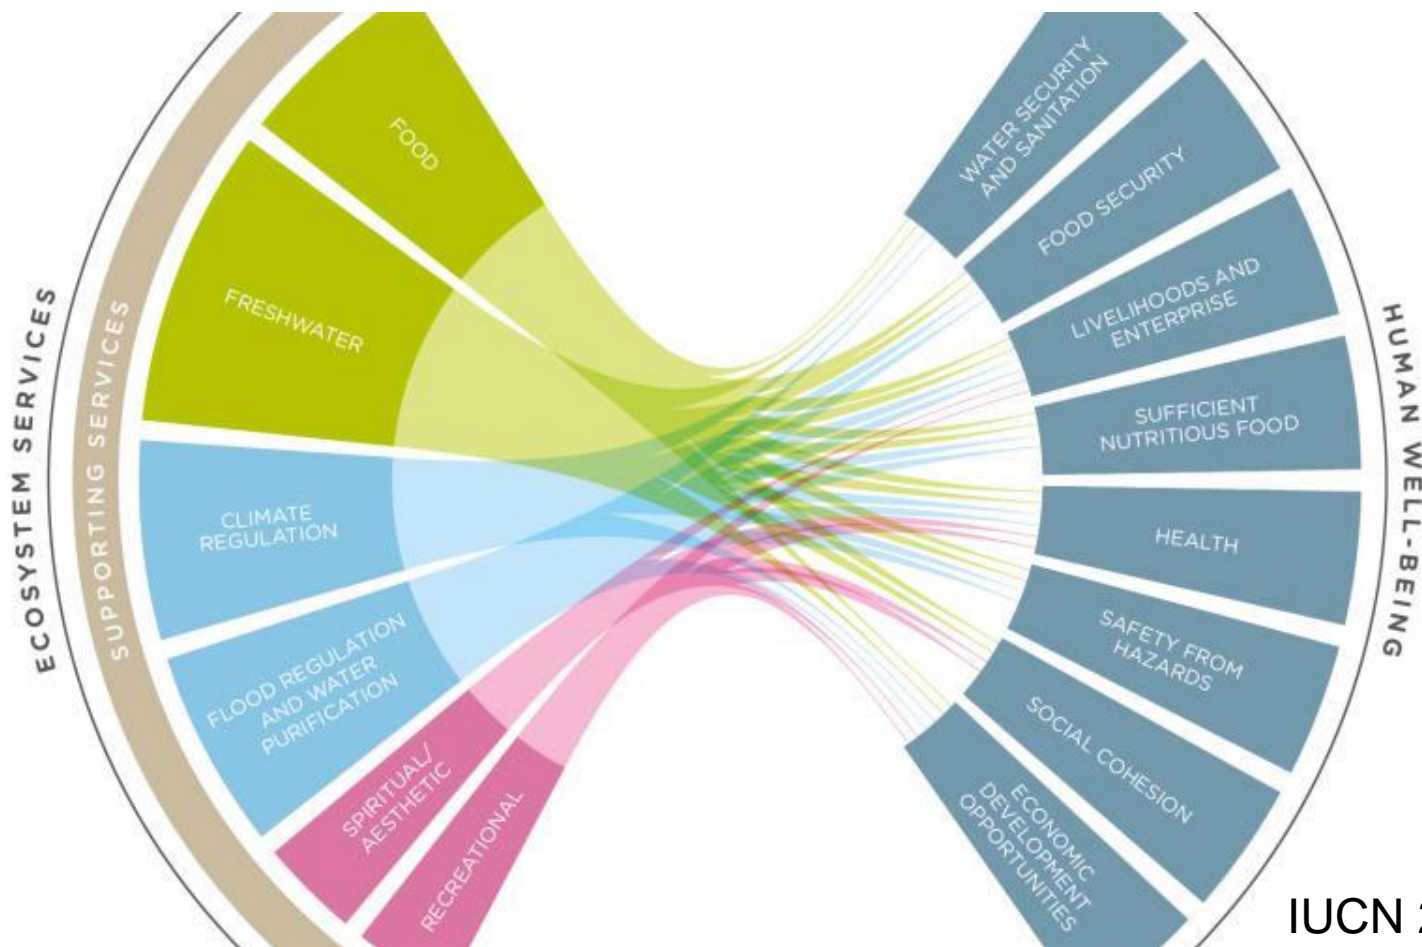 ECOSYSTEM SERVICES
SUPPORTING SERVICES
FOOD
FRESHWATER
CLIMATE
REGULATION
FLOOD REGULATION
AND WATER
PURIFICATION
SPIRITUAL/
AESTHETIC
RECREATIONAL
WATER SECURITY
AND SANITATION
FOOD SECURITY
LIVELIHOODS AND
ENTERPRISE
SUFFICIENT
NUTRITIOUS FOOD
HEALTH
SAFETY FROM
HAZARDS
SOCIAL COHESION
ECONOMIC
DEVELOPMENT
OPPORTUNITIES
HUMAN WELL-BEING
IUCN